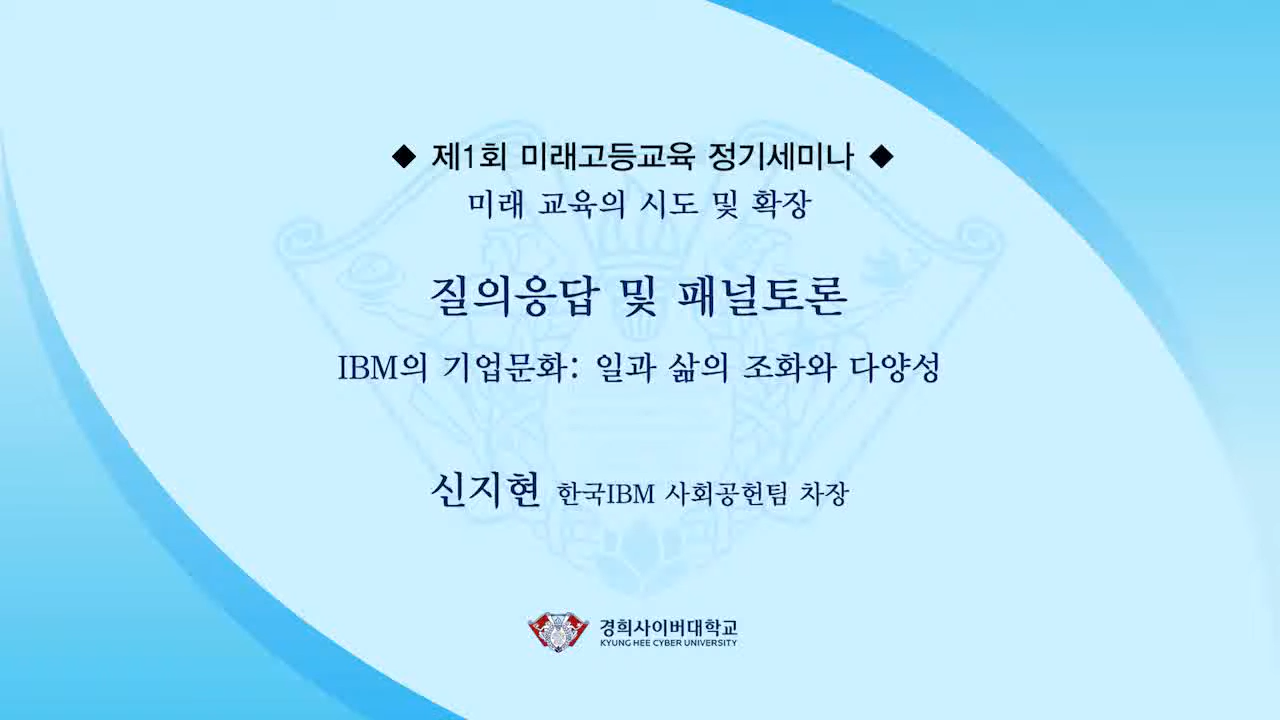 ◆ 제1회 미래고등교육 정기세미나 ◆
미래 교육의 시도 및 확장
질의응답 및 패널토론
IBM의 기업문화: 일과 삶의 조화와 다양성
신지현 한국IBM 사회공헌팀 차장
경희사이버대학교
KYUNG HEE CYBER UNIVERSITY